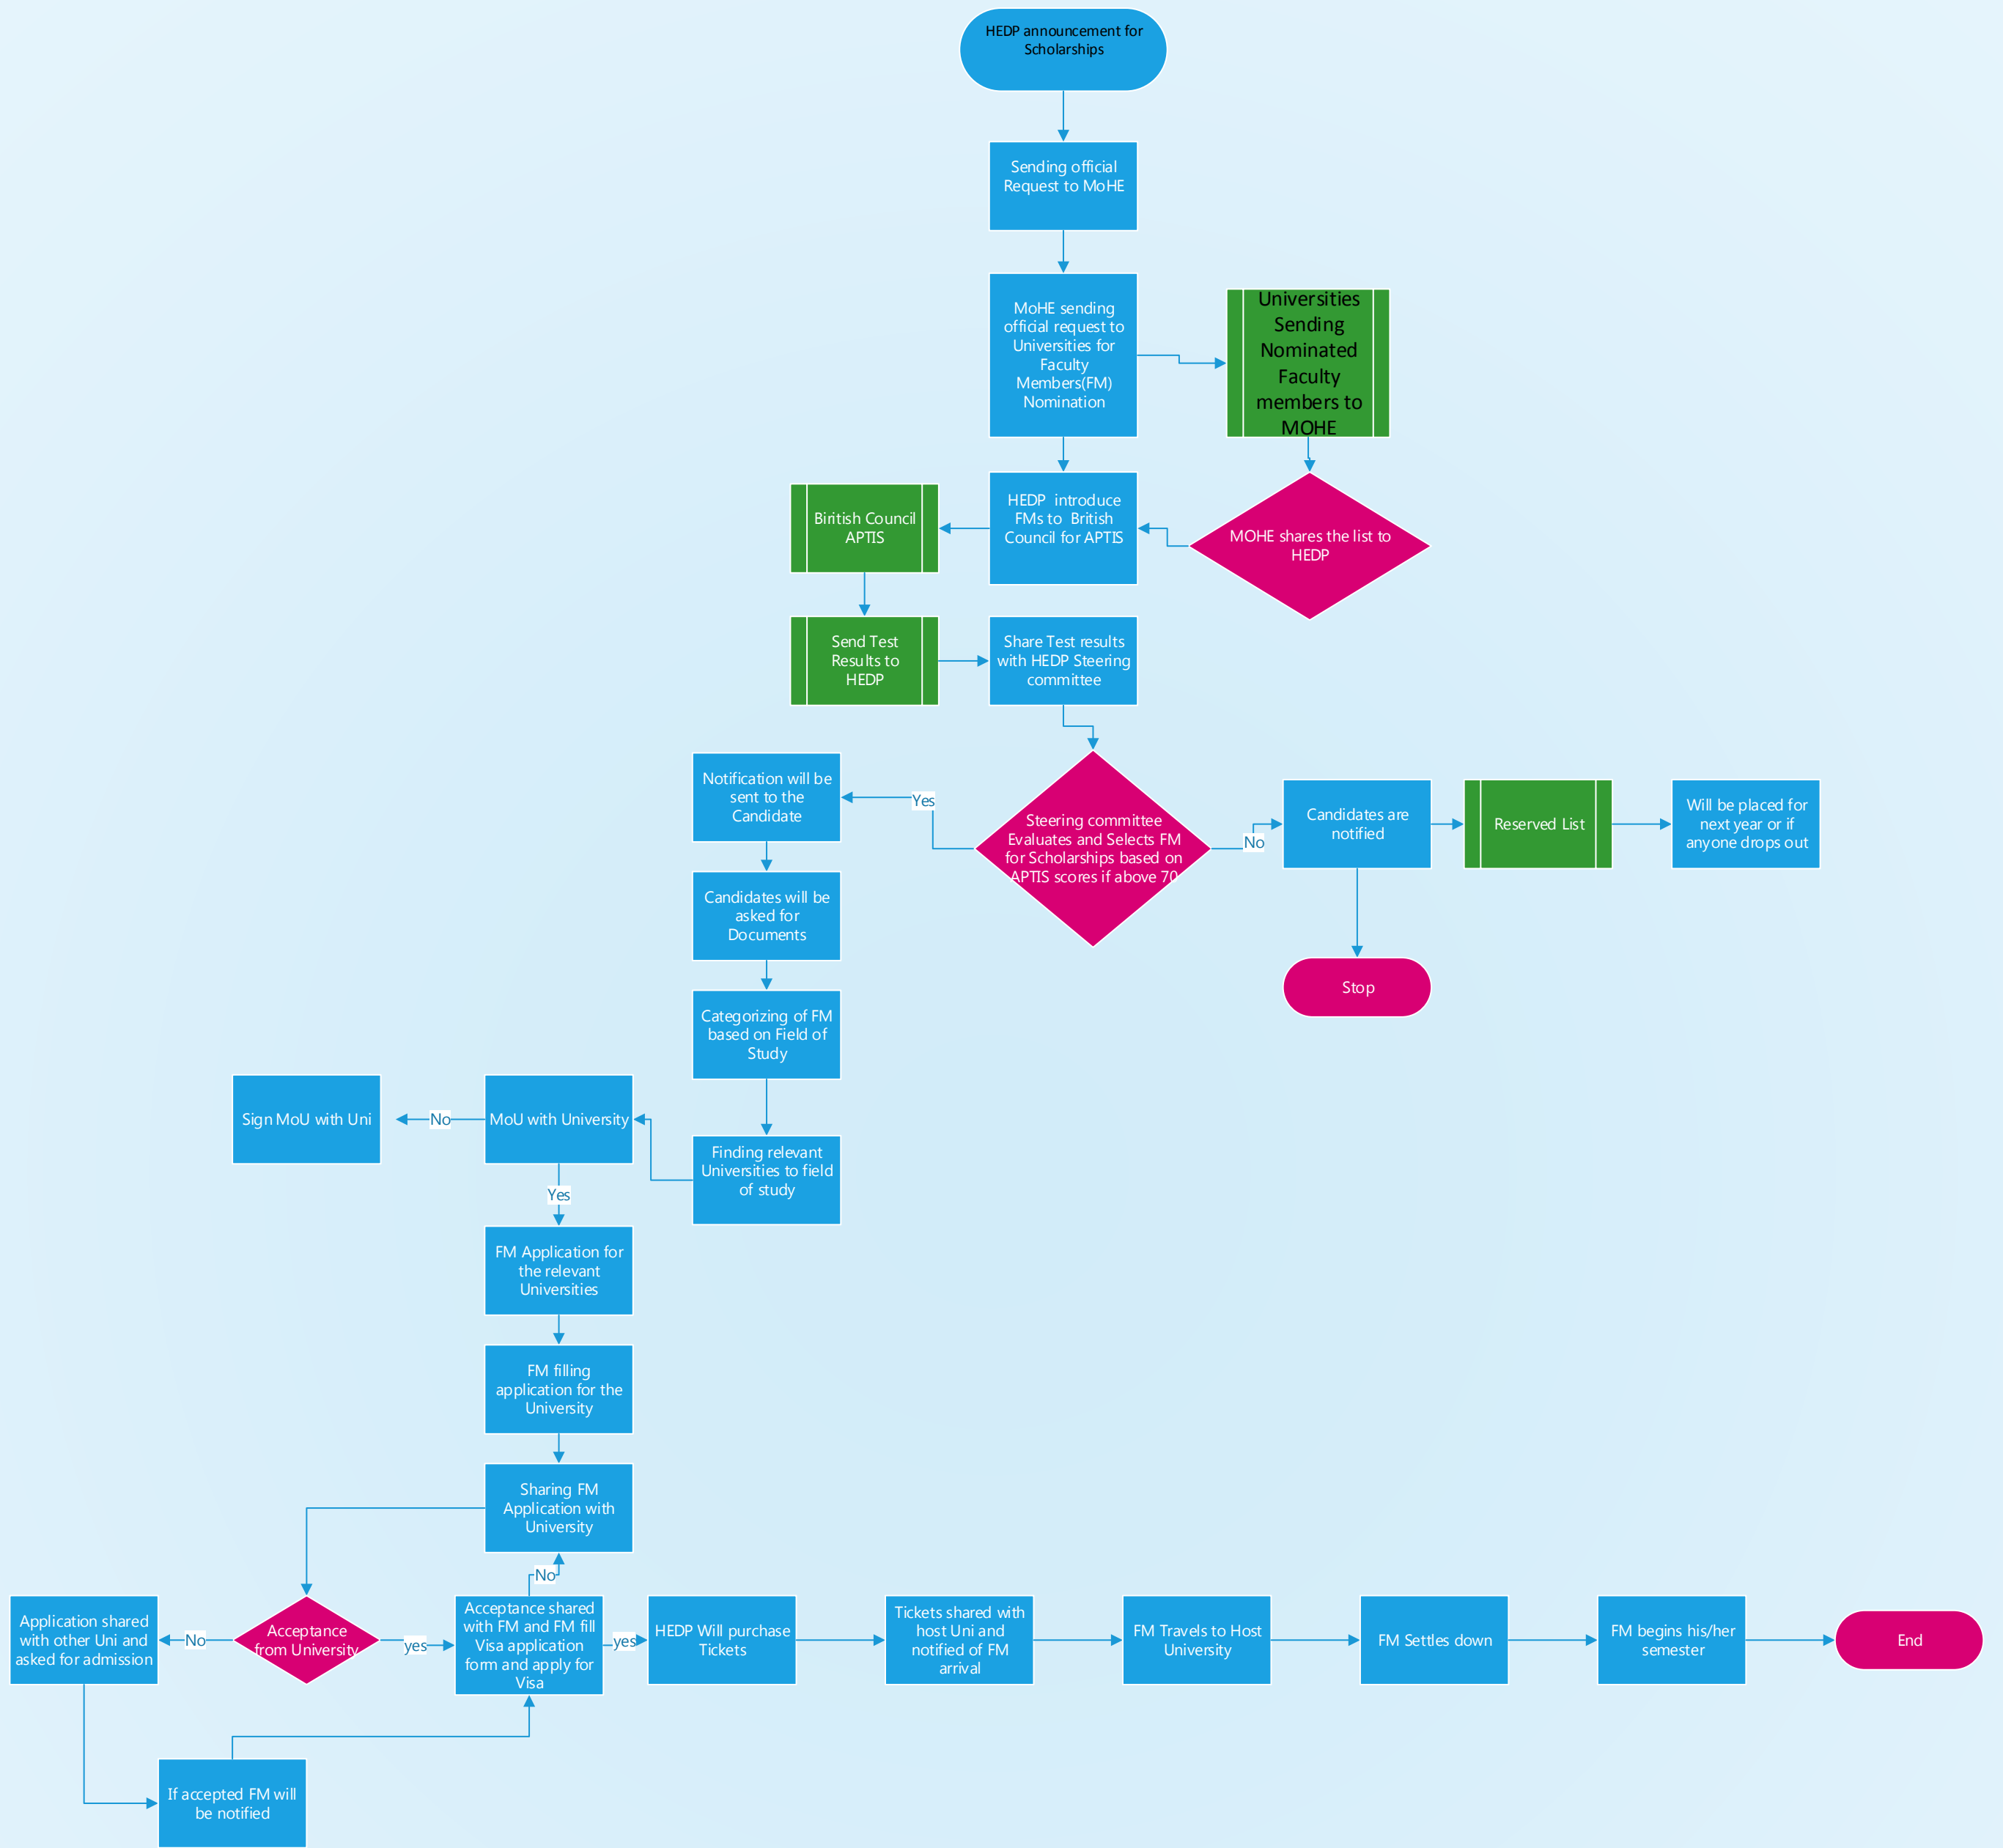 HEDP announcement for
Scholarships
Sending official
Request to MoHE
MoHE sending
official request to
Universities for
Faculty
Members(FM)
Nomination
Universities
Sending
Nominated
Faculty
members to
MOHE
Biritish Council
APTIS
HEDP introduce
FMs to British
Council for APTIS
MOHE shares the list to
HEDP
Send Test
Results to
HEDP
Share Test results
with HEDP Steering
committee
Notification will be
sent to the
Candidate
Yes
Steering committee
Evaluates and Selects FM
for Scholarships based on
APTIS scores if above 70
No
Candidates are
notified
Reserved List
Will be placed for
next year or if
anyone drops out
Candidates will be
asked for
Documents
Stop
Categorizing of FM
based on Field of
Study
Sign MoU with Uni
No
MoU with University
Finding relevant
Universities to field
of study
Yes
FM Application for
the relevant
Universities
FM filling
application for the
University
Sharing FM
Application with
University
No
Application shared
with other Uni and
asked for admission
No
Acceptance
from University
yes
Acceptance shared
with FM and FM fill
Visa application
form and apply for
Visa
yes
HEDP Will purchase
Tickets
Tickets shared with
host Uni and
notified of FM
arrival
FM Travels to Host
University
FM Settles down
FM begins his/her
semester
End
If accepted FM will
be notified